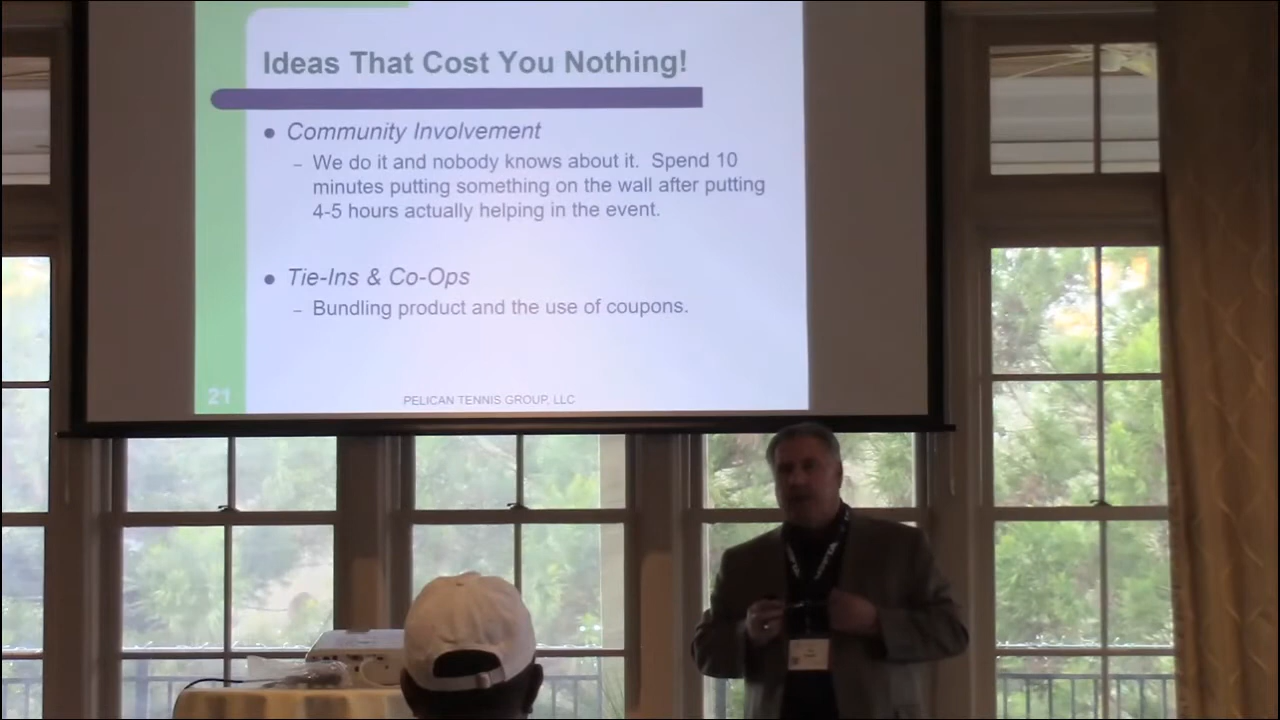 Ideas That Cost You Nothing!
● Community Involvement
– We do it and nobody knows about it. Spend 10
minutes putting something on the wall after putting
4-5 hours actually helping in the event.
● Tie-Ins & Co-Ops
– Bundling product and the use of coupons.
21
PELICAN TENNIS GROUP, LLC